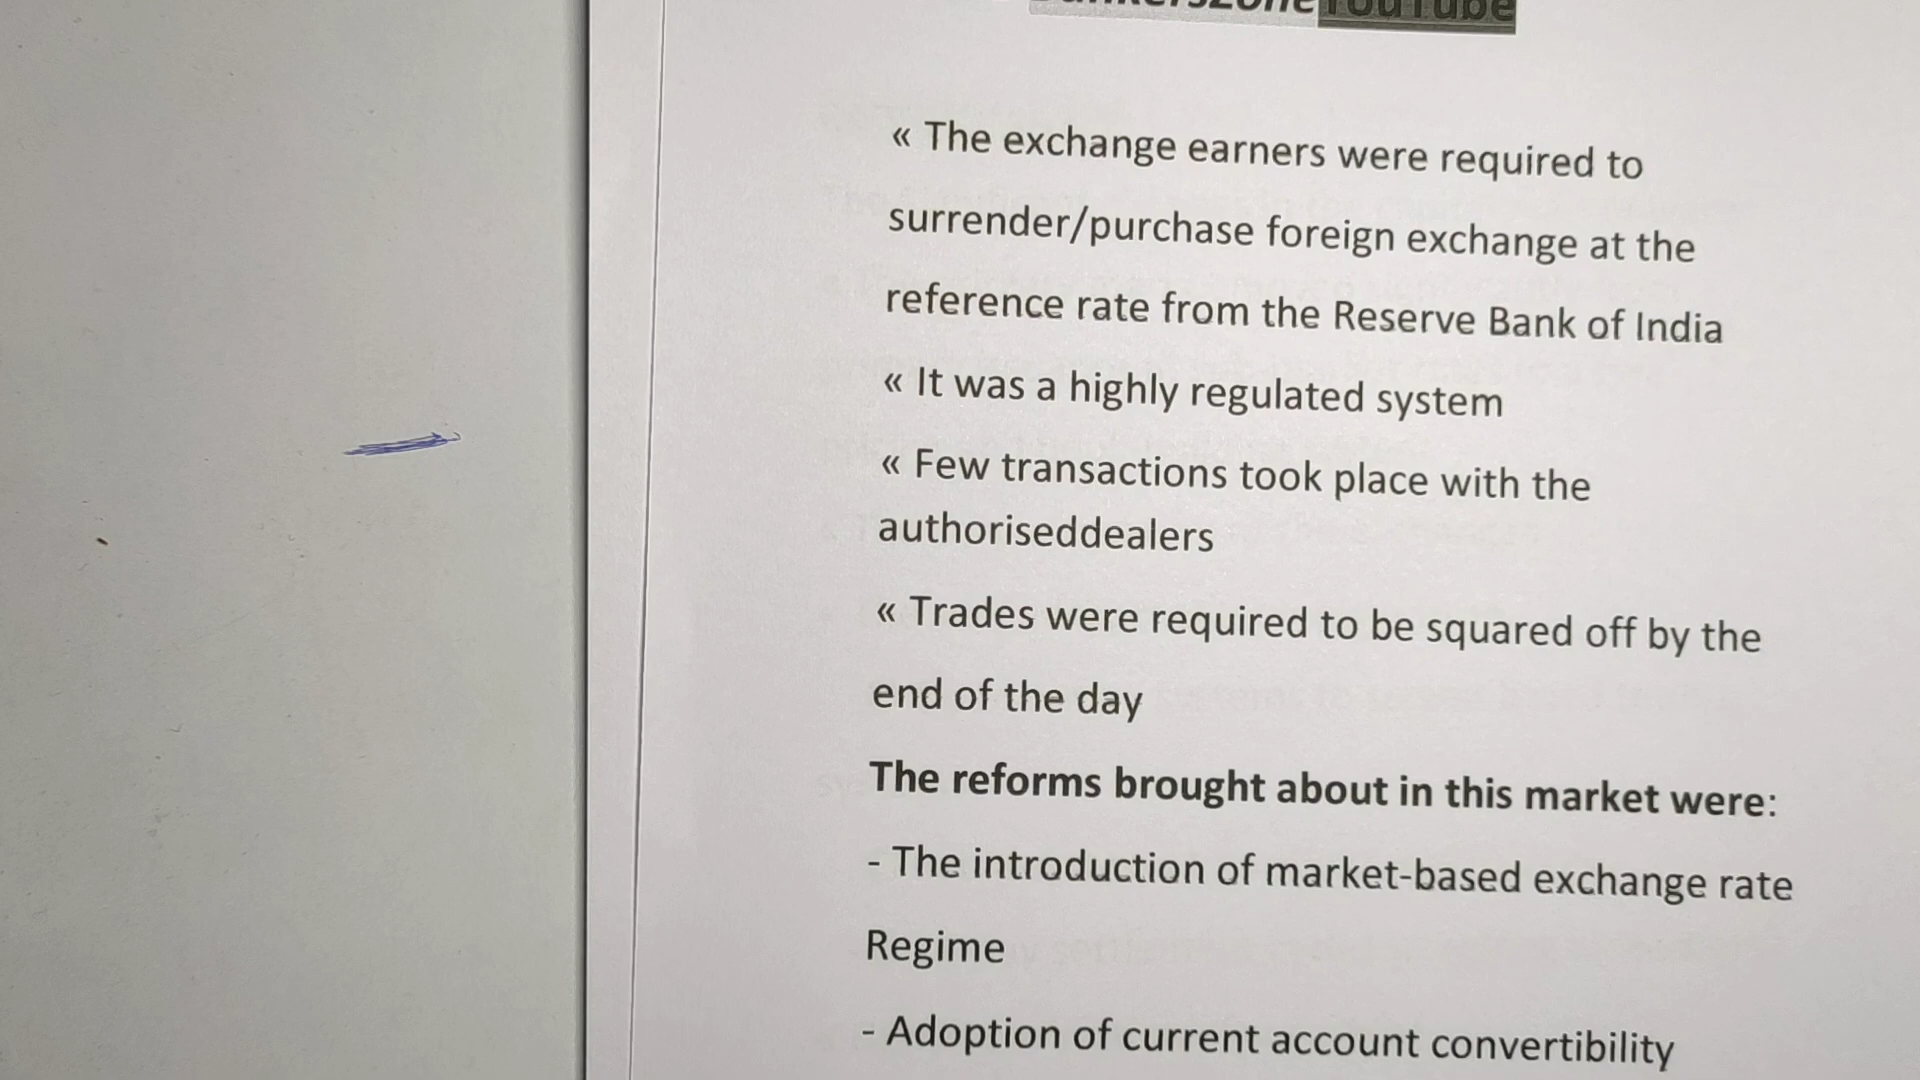 YouTube
« The exchange earners were required to
surrender/purchase foreign exchange at the
reference rate from the Reserve Bank of India
« It was a highly regulated system
« Few transactions took place with the
authoriseddealers
« Trades were required to be squared off by the
end of the day
The reforms brought about in this market were:
- The introduction of market-based exchange rate
Regime
- Adoption of current account convertibility